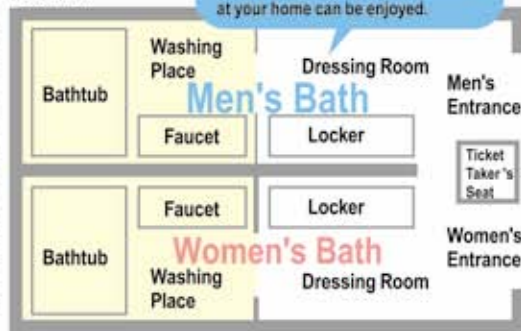 at your home can be enjoyed.
Washing
Place
Dressing Room
Bathtub
Men's Bath
Men's
Entrance
Faucet
Locker
Ticket
Taker's
Seat
Faucet
Locker
Women's
Entrance
Bathtub
Women's Bath
Washing
Place
Dressing Room